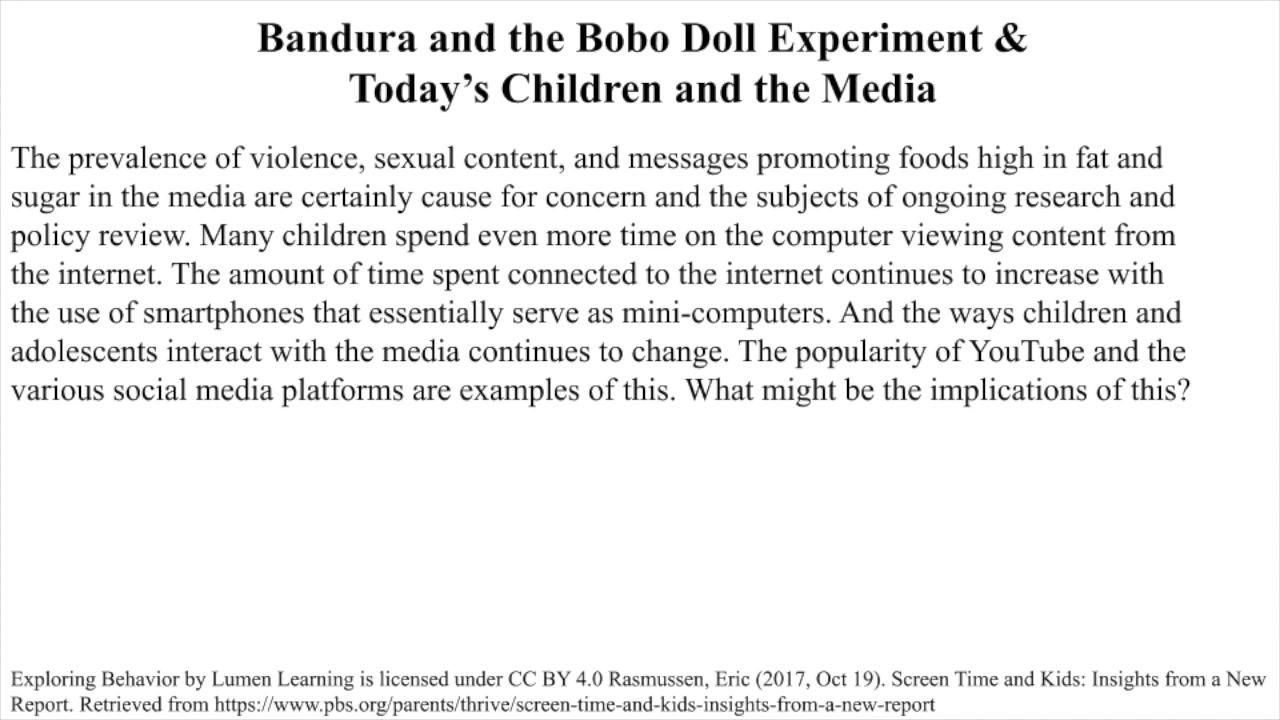 Bandura and the Bobo Doll Experiment &
Today’s Children and the Media
The prevalence of violence, sexual content, and messages promoting foods high in fat and
sugar in the media are certainly cause for concern and the subjects of ongoing research and
policy review. Many children spend even more time on the computer viewing content from
the internet. The amount of time spent connected to the internet continues to increase with
the use of smartphones that essentially serve as mini-computers. And the ways children and
adolescents interact with the media continues to change. The popularity of YouTube and the
various social media platforms are examples of this. What might be the implications of this?
Exploring Behavior by Lumen Learning is licensed under CC BY 4.0 Rasmussen, Eric (2017, Oct 19). Screen Time and Kids: Insights from a New
Report. Retrieved from https://www.pbs.org/parents/thrive/screen-time-and-kids-insights-from-a-new-report